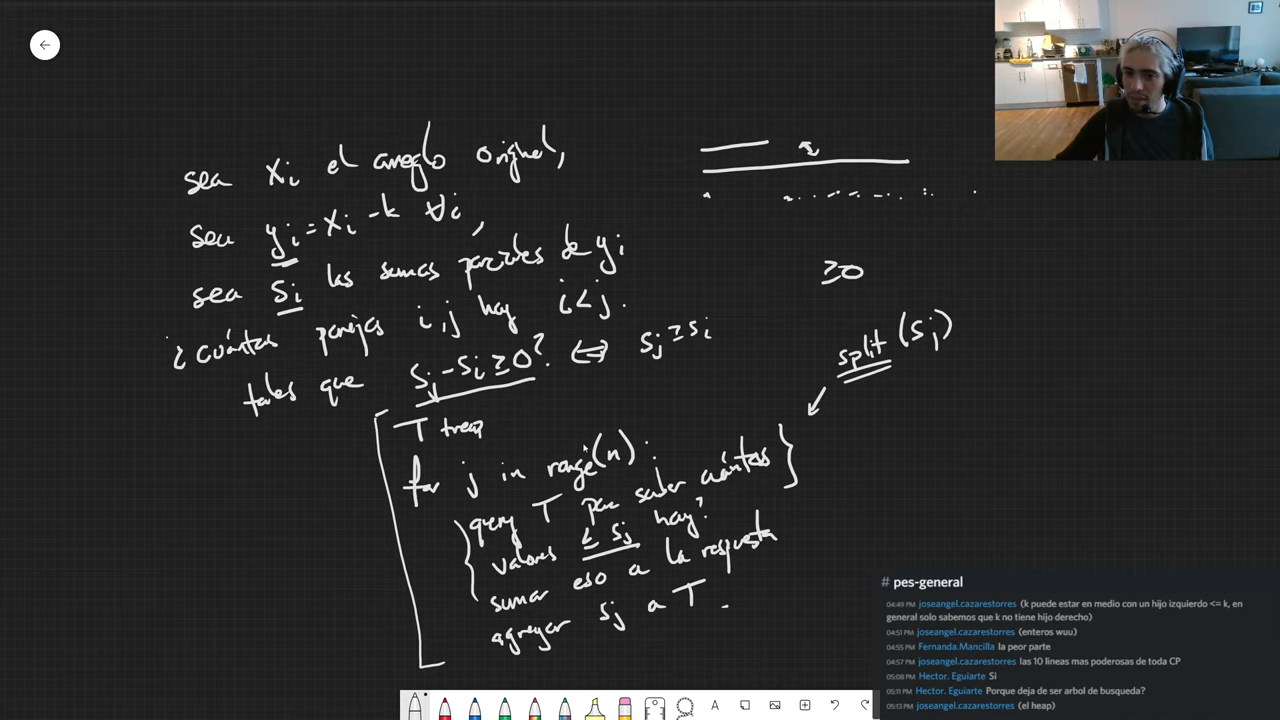 sea xi el arreglo original,
sea yi = xi - k ∀i,
sea Si las sumas parciales de yi
¿cuántas parejas i, j hay i < j.
tales que Sj - Si ≥ 0? ⟺ Sj ≥ Si
≥0
split (Sj)
T treap
for j in range(n):
query T para saber cuántos
valores ≤ Sj hay?
sumar eso a la respuesta
agregar Sj a T.
# pes-general
04:49 PM joseangel.cazarestorres (k puede estar en medio con un hijo izquierdo <= k, en
general solo sabemos que k no tiene hijo derecho)
04:51 PM joseangel.cazarestorres (enteros wuu)
04:55 PM Fernanda.Mancilla la peor parte
04:57 PM joseangel.cazarestorres las 10 lineas mas poderosas de toda CP
05:08 PM Hector. Eguiarte Si
05:11 PM Hector. Eguiarte Porque deja de ser arbol de busqueda?
05:13 PM joseangel.cazarestorres (el heap)